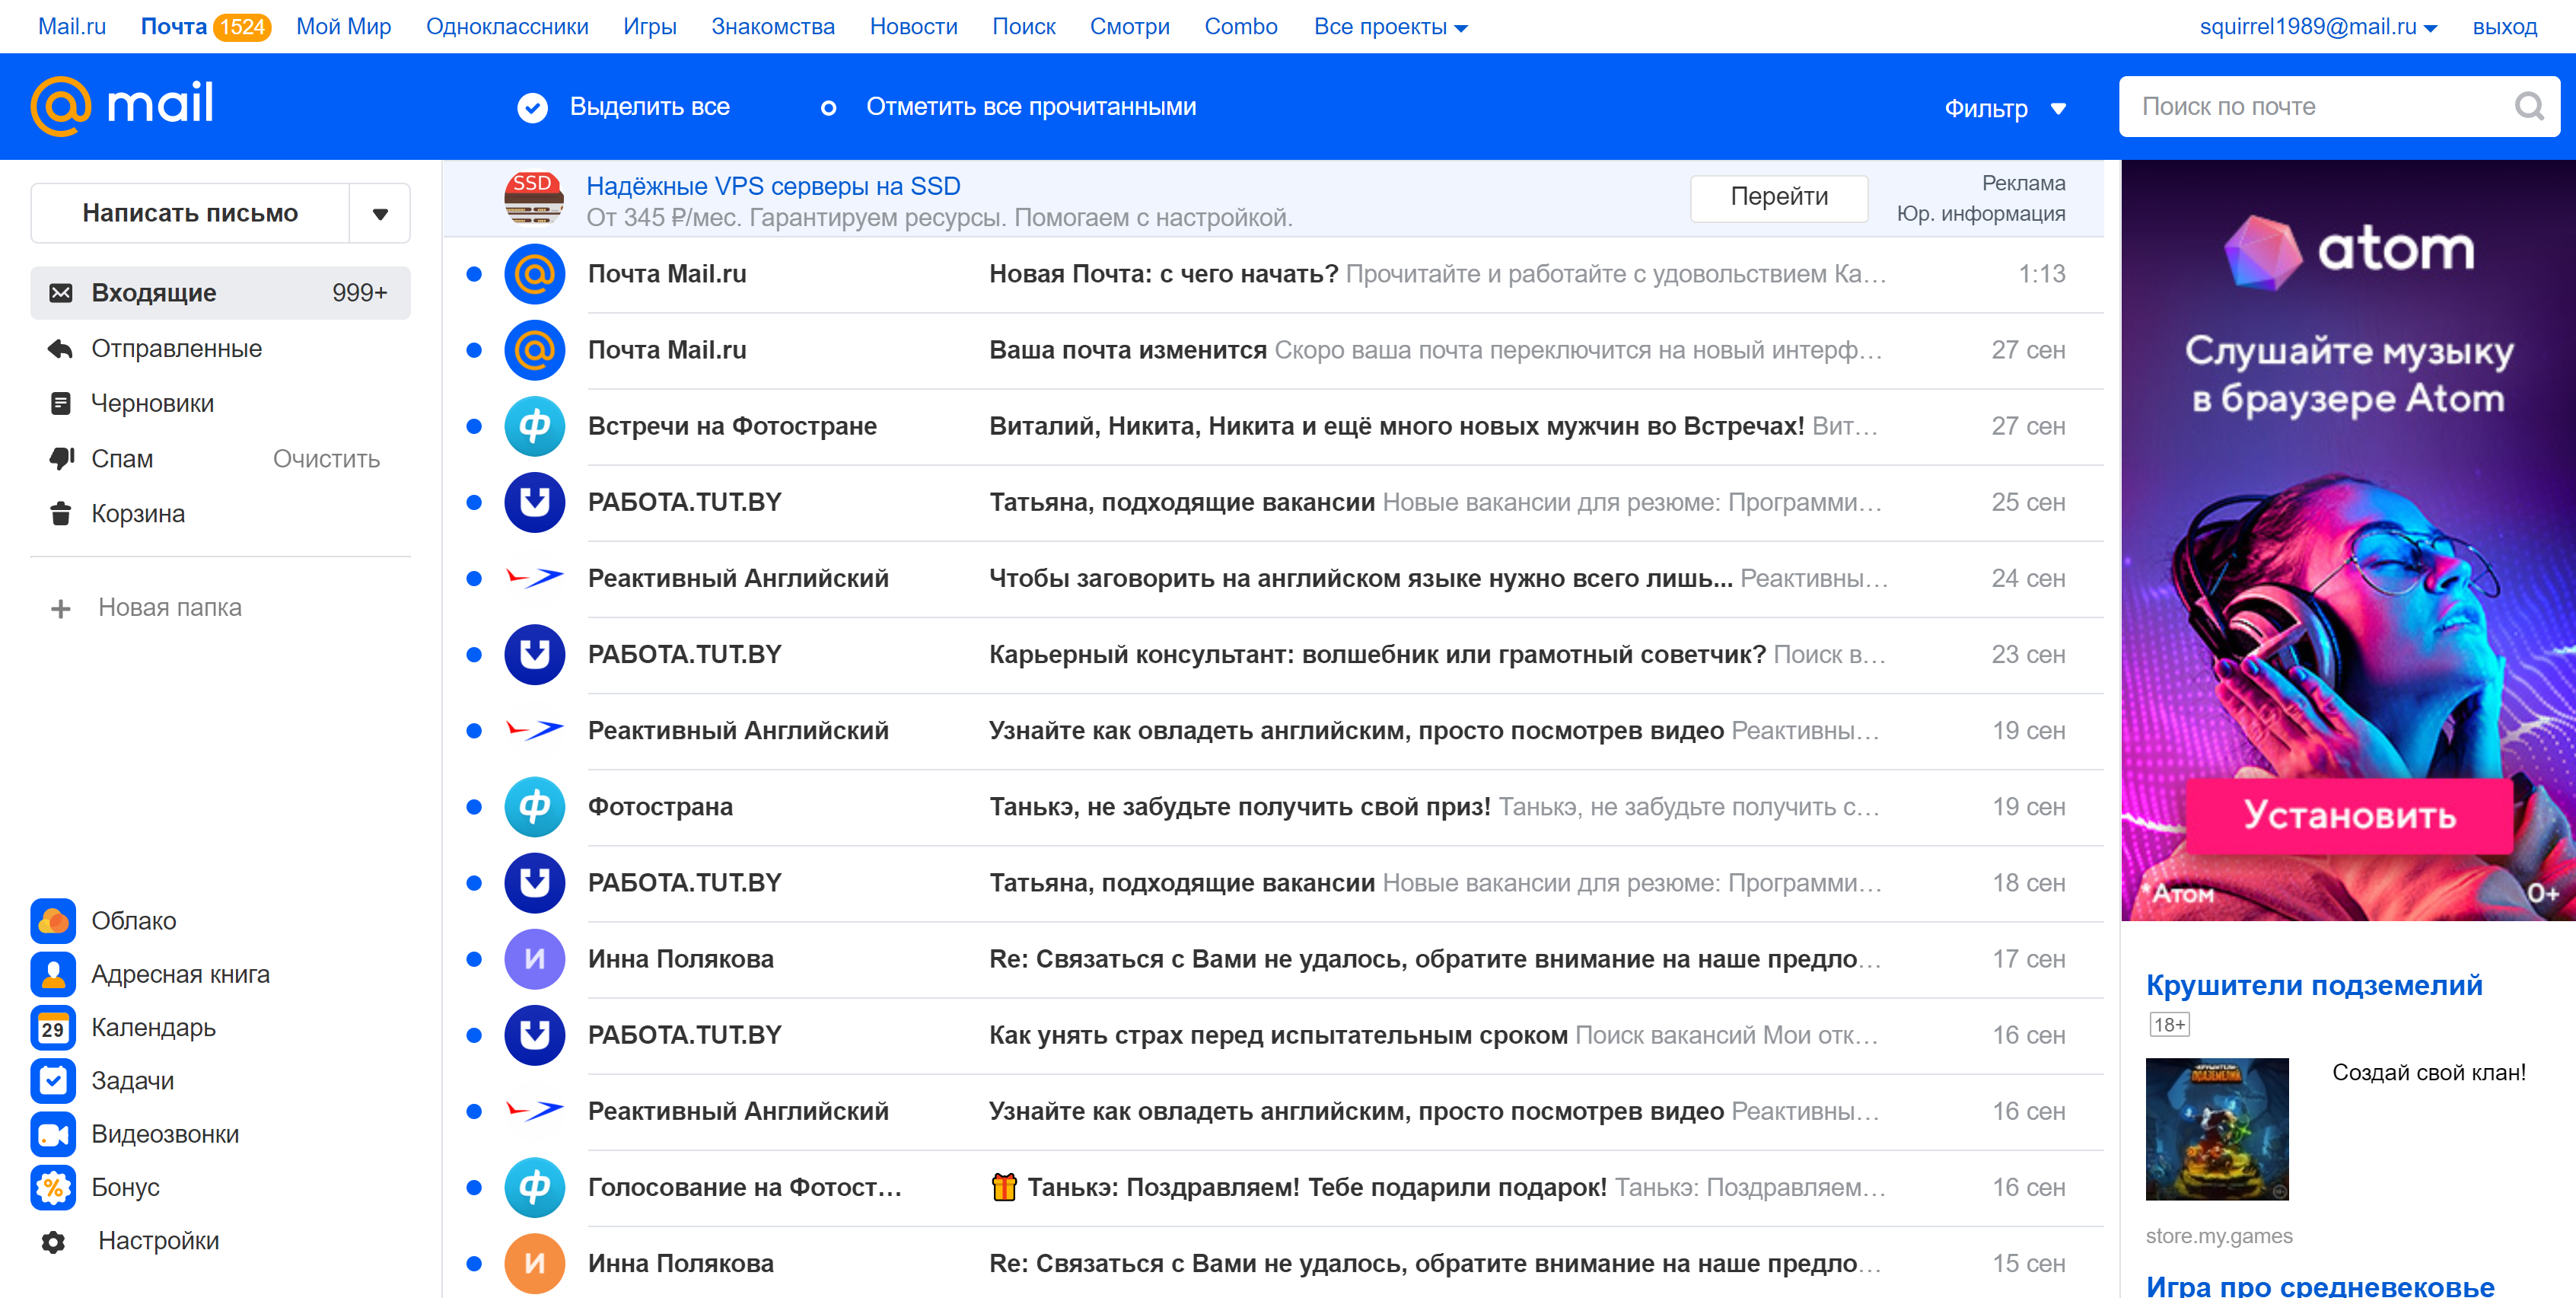 Mail.ru Почта 1524 Мой Мир Одноклассники Игры Знакомства Новости Поиск Смотри Combo Все проекты squirrel1989@mail.ru выход
mail Выделить все Отметить все прочитанными Фильтр Поиск по почте
Написать письмо
Входящие 999+
Отправленные
Черновики
Спам Очистить
Корзина
Новая папка
Облако
Адресная книга
29 Календарь
Задачи
Видеозвонки
% Бонус
Настройки
SSD Надёжные VPS серверы на SSD
От 345 ₽/мес. Гарантируем ресурсы. Помогаем с настройкой.
Перейти
Реклама
Юр. информация
Почта Mail.ru Новая Почта: с чего начать? Прочитайте и работайте с удовольствием Ка... 1:13
Почта Mail.ru Ваша почта изменится Скоро ваша почта переключится на новый интерф... 27 сен
ф Встречи на Фотостране Виталий, Никита, Никита и ещё много новых мужчин во Встречах! Вит... 27 сен
РАБОТА.TUT.BY Татьяна, подходящие вакансии Новые вакансии для резюме: Программи... 25 сен
Реактивный Английский Чтобы заговорить на английском языке нужно всего лишь... Реактивны... 24 сен
РАБОТА.TUT.BY Карьерный консультант: волшебник или грамотный советчик? Поиск в... 23 сен
Реактивный Английский Узнайте как овладеть английским, просто посмотрев видео Реактивны... 19 сен
ф Фотострана Танькэ, не забудьте получить свой приз! Танькэ, не забудьте получить с... 19 сен
РАБОТА.TUT.BY Татьяна, подходящие вакансии Новые вакансии для резюме: Программи... 18 сен
И Инна Полякова Re: Связаться с Вами не удалось, обратите внимание на наше предло... 17 сен
РАБОТА.TUT.BY Как унять страх перед испытательным сроком Поиск вакансий Мои отк... 16 сен
Реактивный Английский Узнайте как овладеть английским, просто посмотрев видео Реактивны... 16 сен
ф Голосование на Фотост... Танькэ: Поздравляем! Тебе подарили подарок! Танькэ: Поздравляем... 16 сен
И Инна Полякова Re: Связаться с Вами не удалось, обратите внимание на наше предло... 15 сен
atom
Слушайте музыку
в браузере Atom
Установить
*Атом 0+
Крушители подземелий
18+
КРУШИТЕЛИ
ПОДЗЕМЕЛИЙ
Создай свой клан!
store.my.games
Игра про средневековье